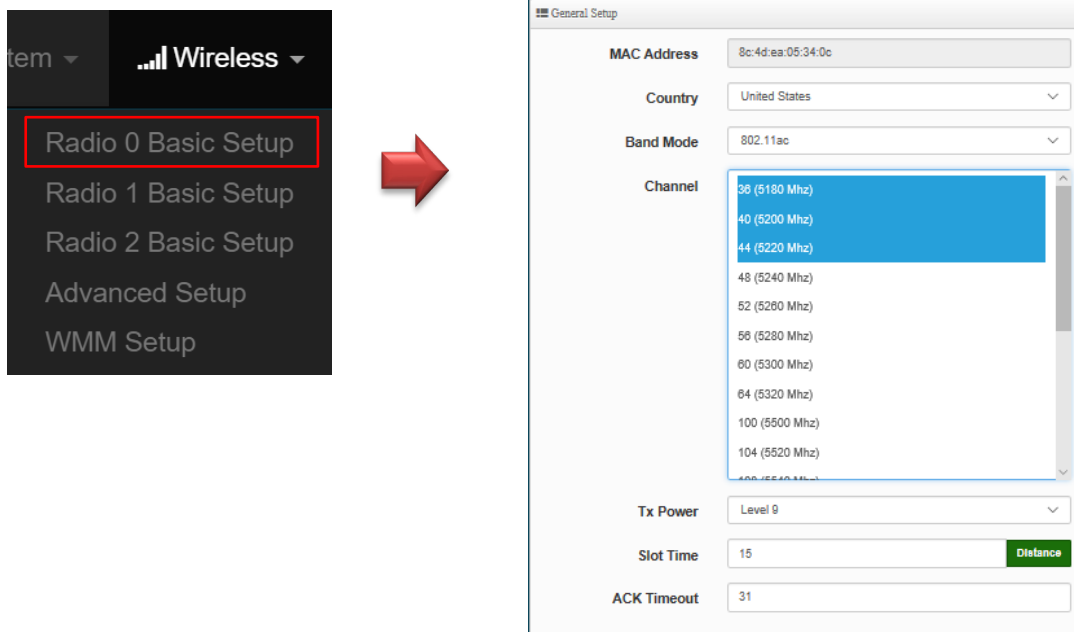 tem
Wireless
Radio 0 Basic Setup
Radio 1 Basic Setup
Radio 2 Basic Setup
Advanced Setup
WMM Setup
General Setup
MAC Address 8c:4d:ea:05:34:0c
Country United States
Band Mode 802.11ac
Channel 36 (5180 Mhz)
40 (5200 Mhz)
44 (5220 Mhz)
48 (5240 Mhz)
52 (5260 Mhz)
56 (5280 Mhz)
60 (5300 Mhz)
64 (5320 Mhz)
100 (5500 Mhz)
104 (5520 Mhz)
Tx Power Level 9
Slot Time 15 Distance
ACK Timeout 31